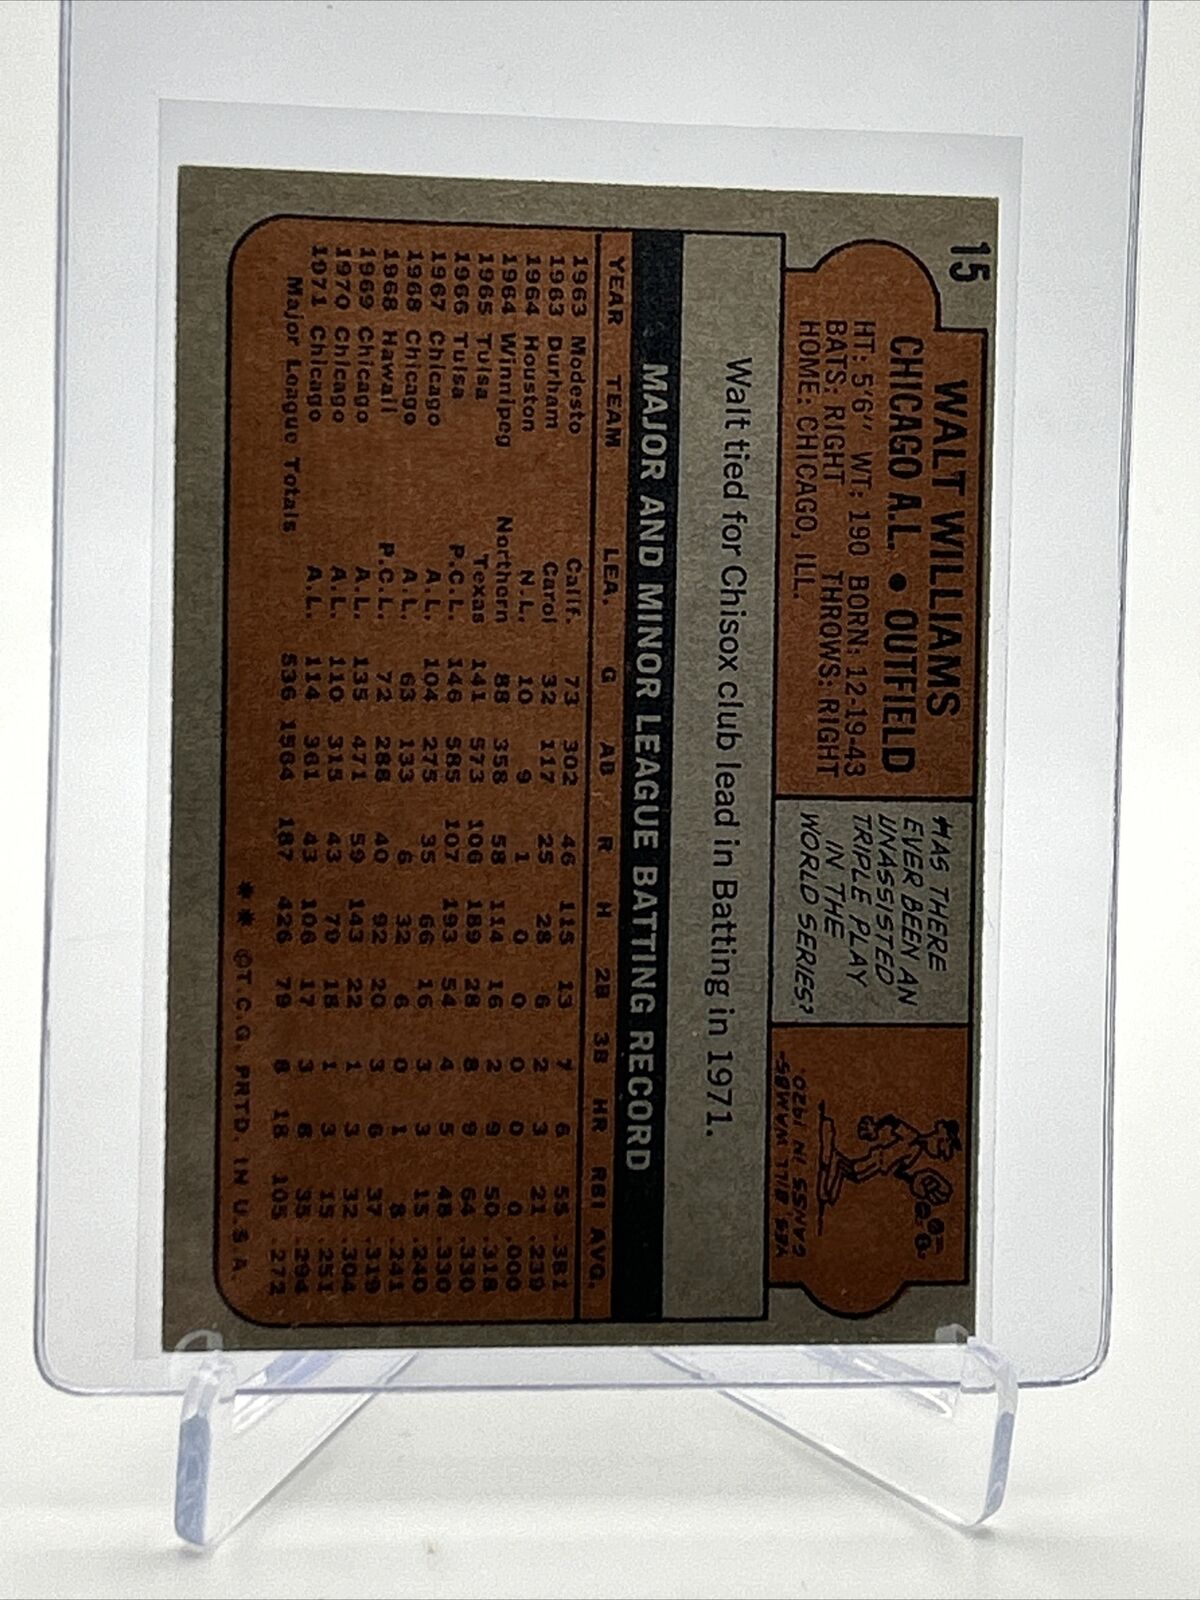 15
WALT WILLIAMS
CHICAGO A.L. ● OUTFIELD
HT: 5'6" WT: 190 BORN: 12-19-43
BATS: RIGHT THROWS: RIGHT
HOME: CHICAGO, ILL.
HAS THERE
EVER BEEN AN
UNASSISTED
TRIPLE PLAY
IN THE
WORLD SERIES?
YES BILL WAMBS-
GANSS IN 1920.
Walt tied for Chisox club lead in Batting in 1971.
MAJOR AND MINOR LEAGUE BATTING RECORD
YEAR TEAM LEA. G AB R H 2B 3B HR RBI AVG.
1963 Modesto Calif. 73 302 46 115 13 7 6 55 .381
1963 Durham Carol 32 117 25 28 6 2 3 21 .239
1964 Houston N.L. 10 9 1 0 0 0 0 0 .000
1964 Winnipeg Northern 88 358 58 114 16 2 9 50 .318
1965 Tulsa Texas 141 573 106 189 28 8 9 64 .330
1966 Tulsa P.C.L. 146 585 107 193 54 4 5 48 .330
1967 Chicago A.L. 104 275 35 66 16 3 3 15 .240
1968 Chicago A.L. 63 133 6 32 6 0 1 8 .241
1968 Hawaii P.C.L. 72 288 40 92 20 3 6 37 .319
1969 Chicago A.L. 135 471 59 143 22 1 3 32 .304
1970 Chicago A.L. 110 315 43 79 18 1 3 15 .251
1971 Chicago A.L. 114 361 43 106 17 3 8 35 .294
Major League Totals 536 1564 187 426 79 8 18 105 .272
** ©T.C.G. PRTD. IN U.S.A.